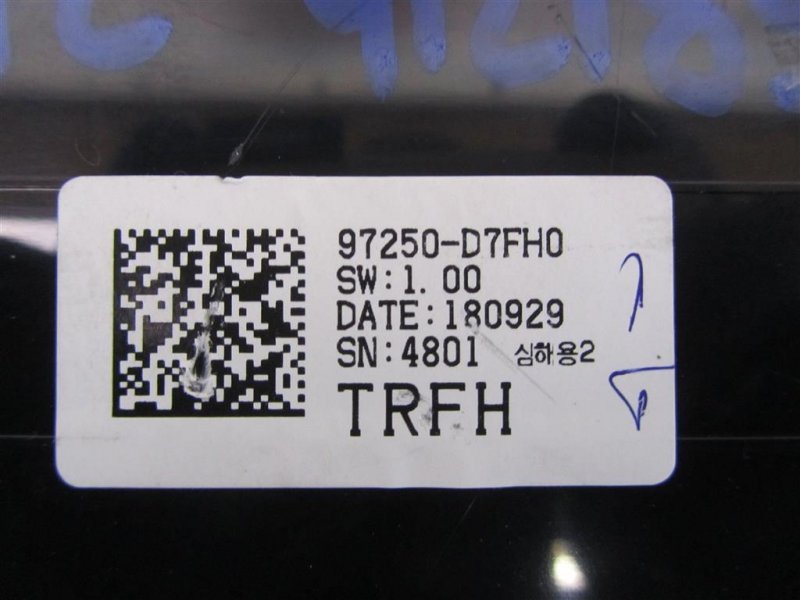 97250-D7FH0
SW:1.00
DATE:180929
SN:4801 심하용2
TRFH